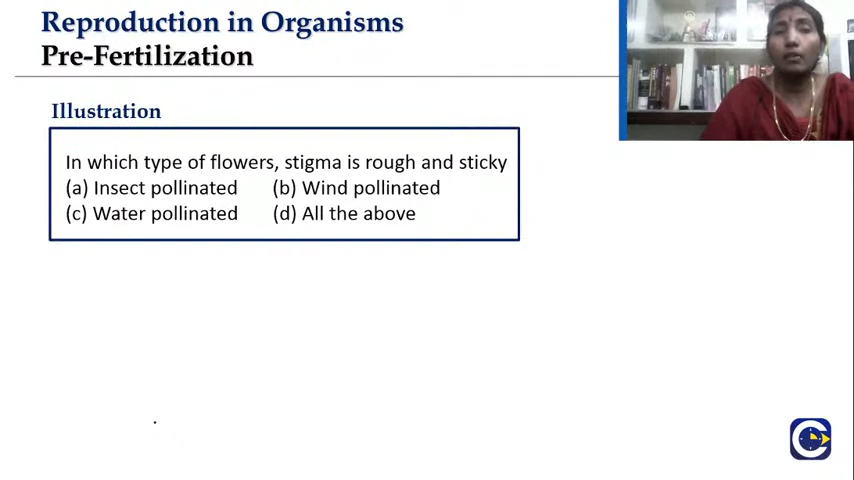 Reproduction in Organisms
Pre-Fertilization
Illustration
In which type of flowers, stigma is rough and sticky
(a) Insect pollinated (b) Wind pollinated
(c) Water pollinated (d) All the above